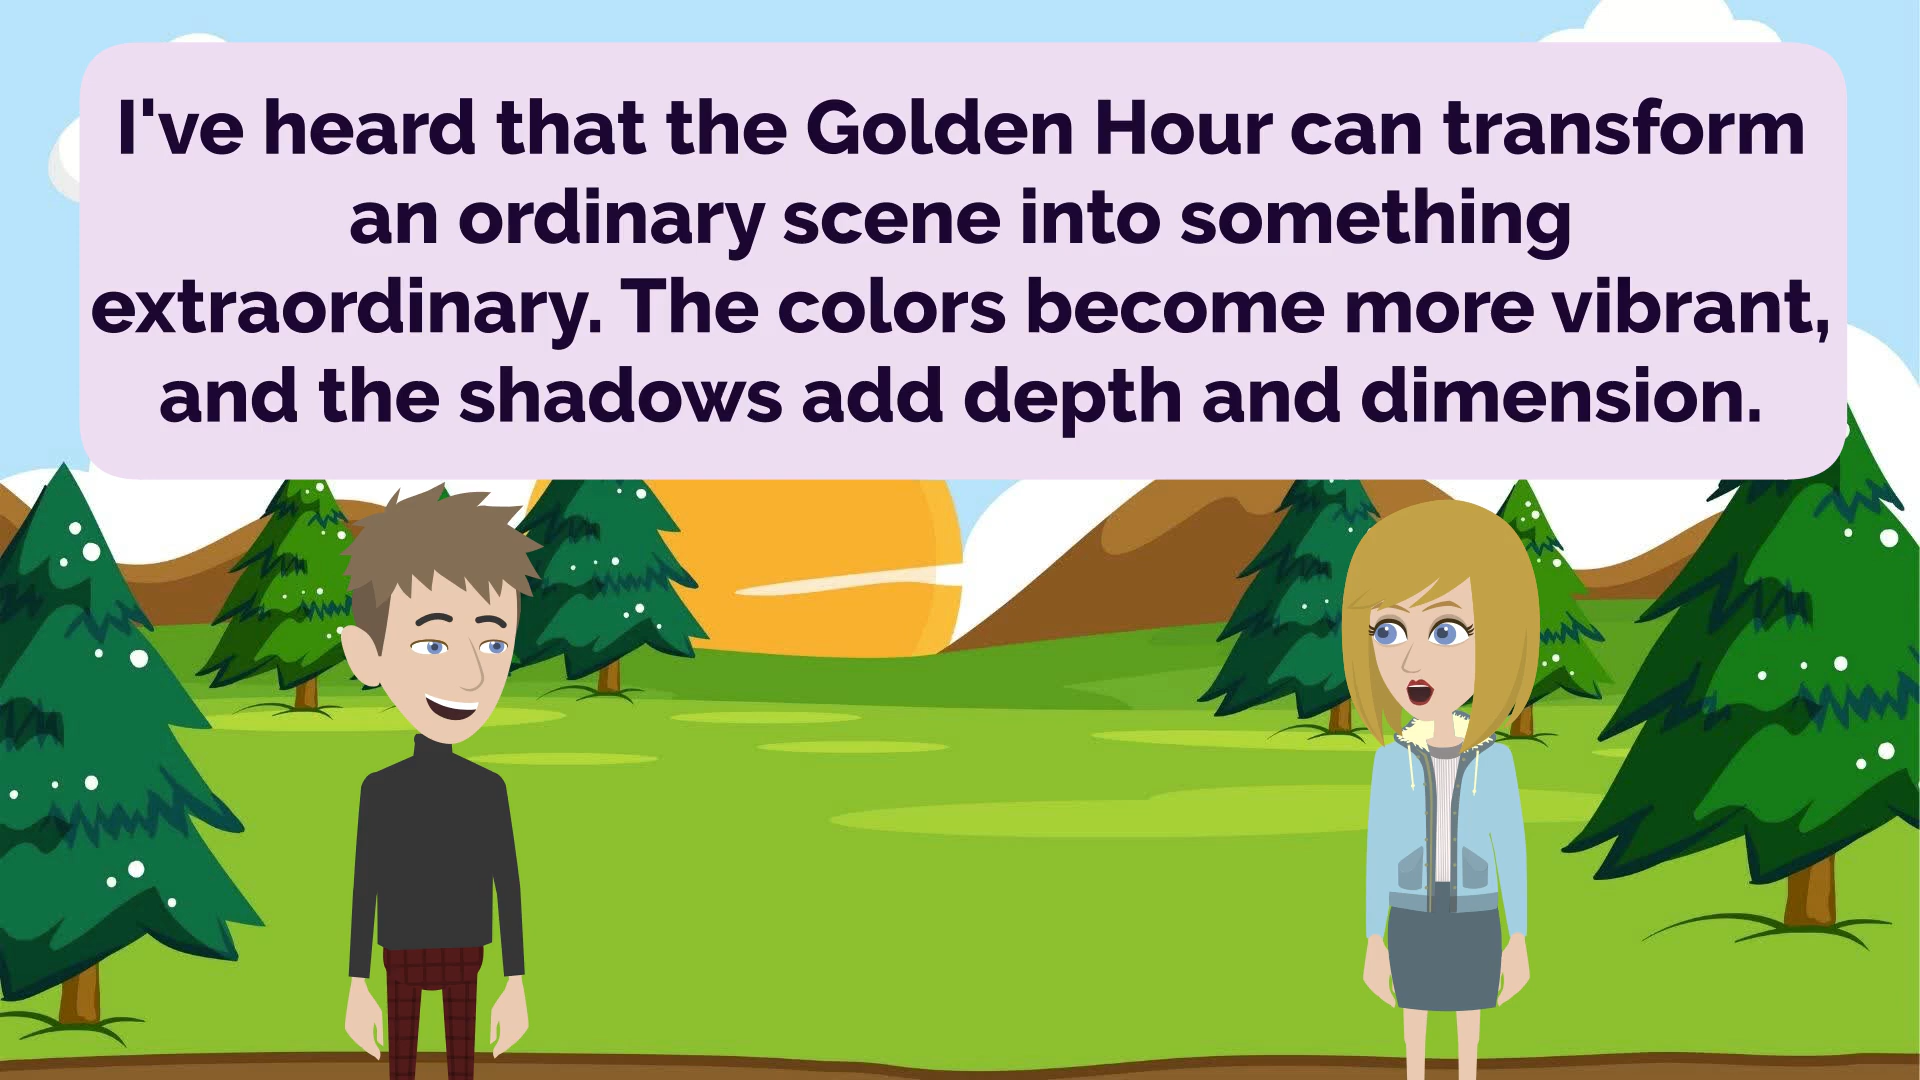 I've heard that the Golden Hour can transform
an ordinary scene into something
extraordinary. The colors become more vibrant,
and the shadows add depth and dimension.